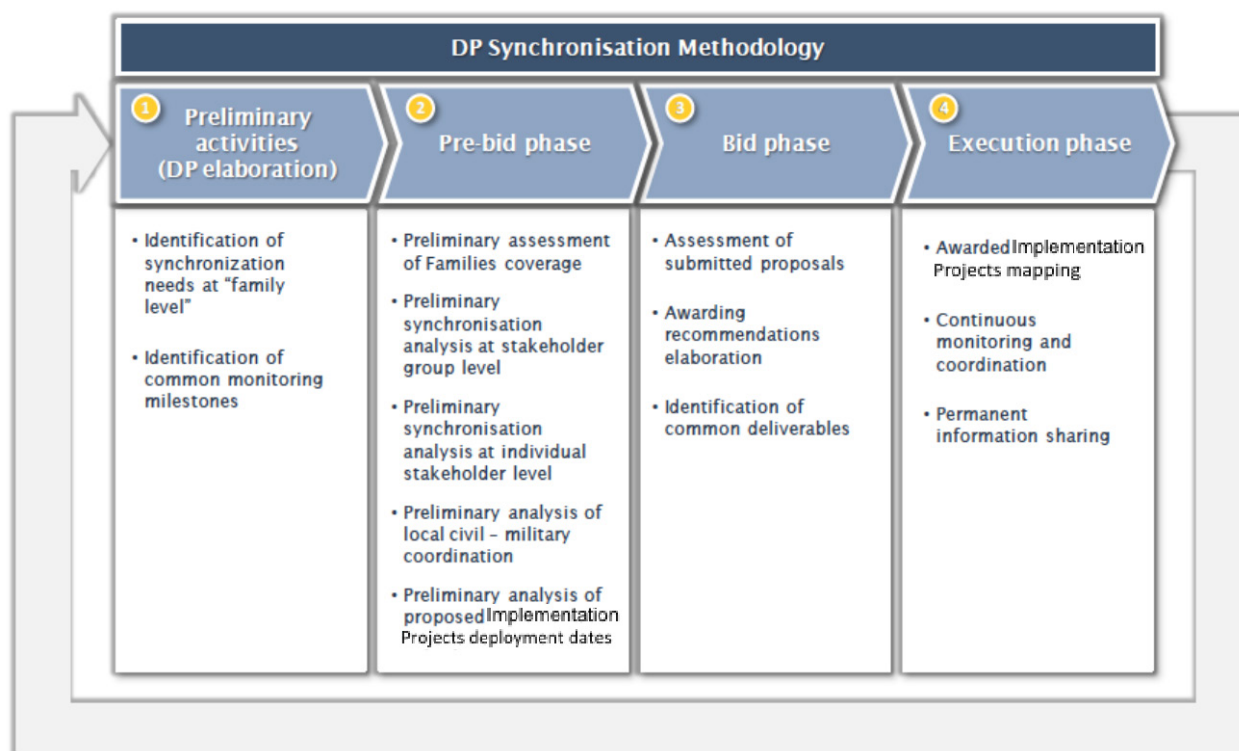 DP Synchronisation Methodology
1
Preliminary
activities
(DP elaboration)
• Identification of
synchronization
needs at “family
level”
• Identification of
common monitoring
milestones
2
Pre-bid phase
• Preliminary assessment
of Families coverage
• Preliminary
synchronisation
analysis at stakeholder
group level
• Preliminary
synchronisation
analysis at individual
stakeholder level
• Preliminary analysis of
local civil – military
coordination
• Preliminary analysis of
proposed Implementation
Projects deployment dates
3
Bid phase
• Assessment of
submitted proposals
• Awarding
recommendations
elaboration
• Identification of
common deliverables
4
Execution phase
• Awarded Implementation
Projects mapping
• Continuous
monitoring and
coordination
• Permanent
information sharing